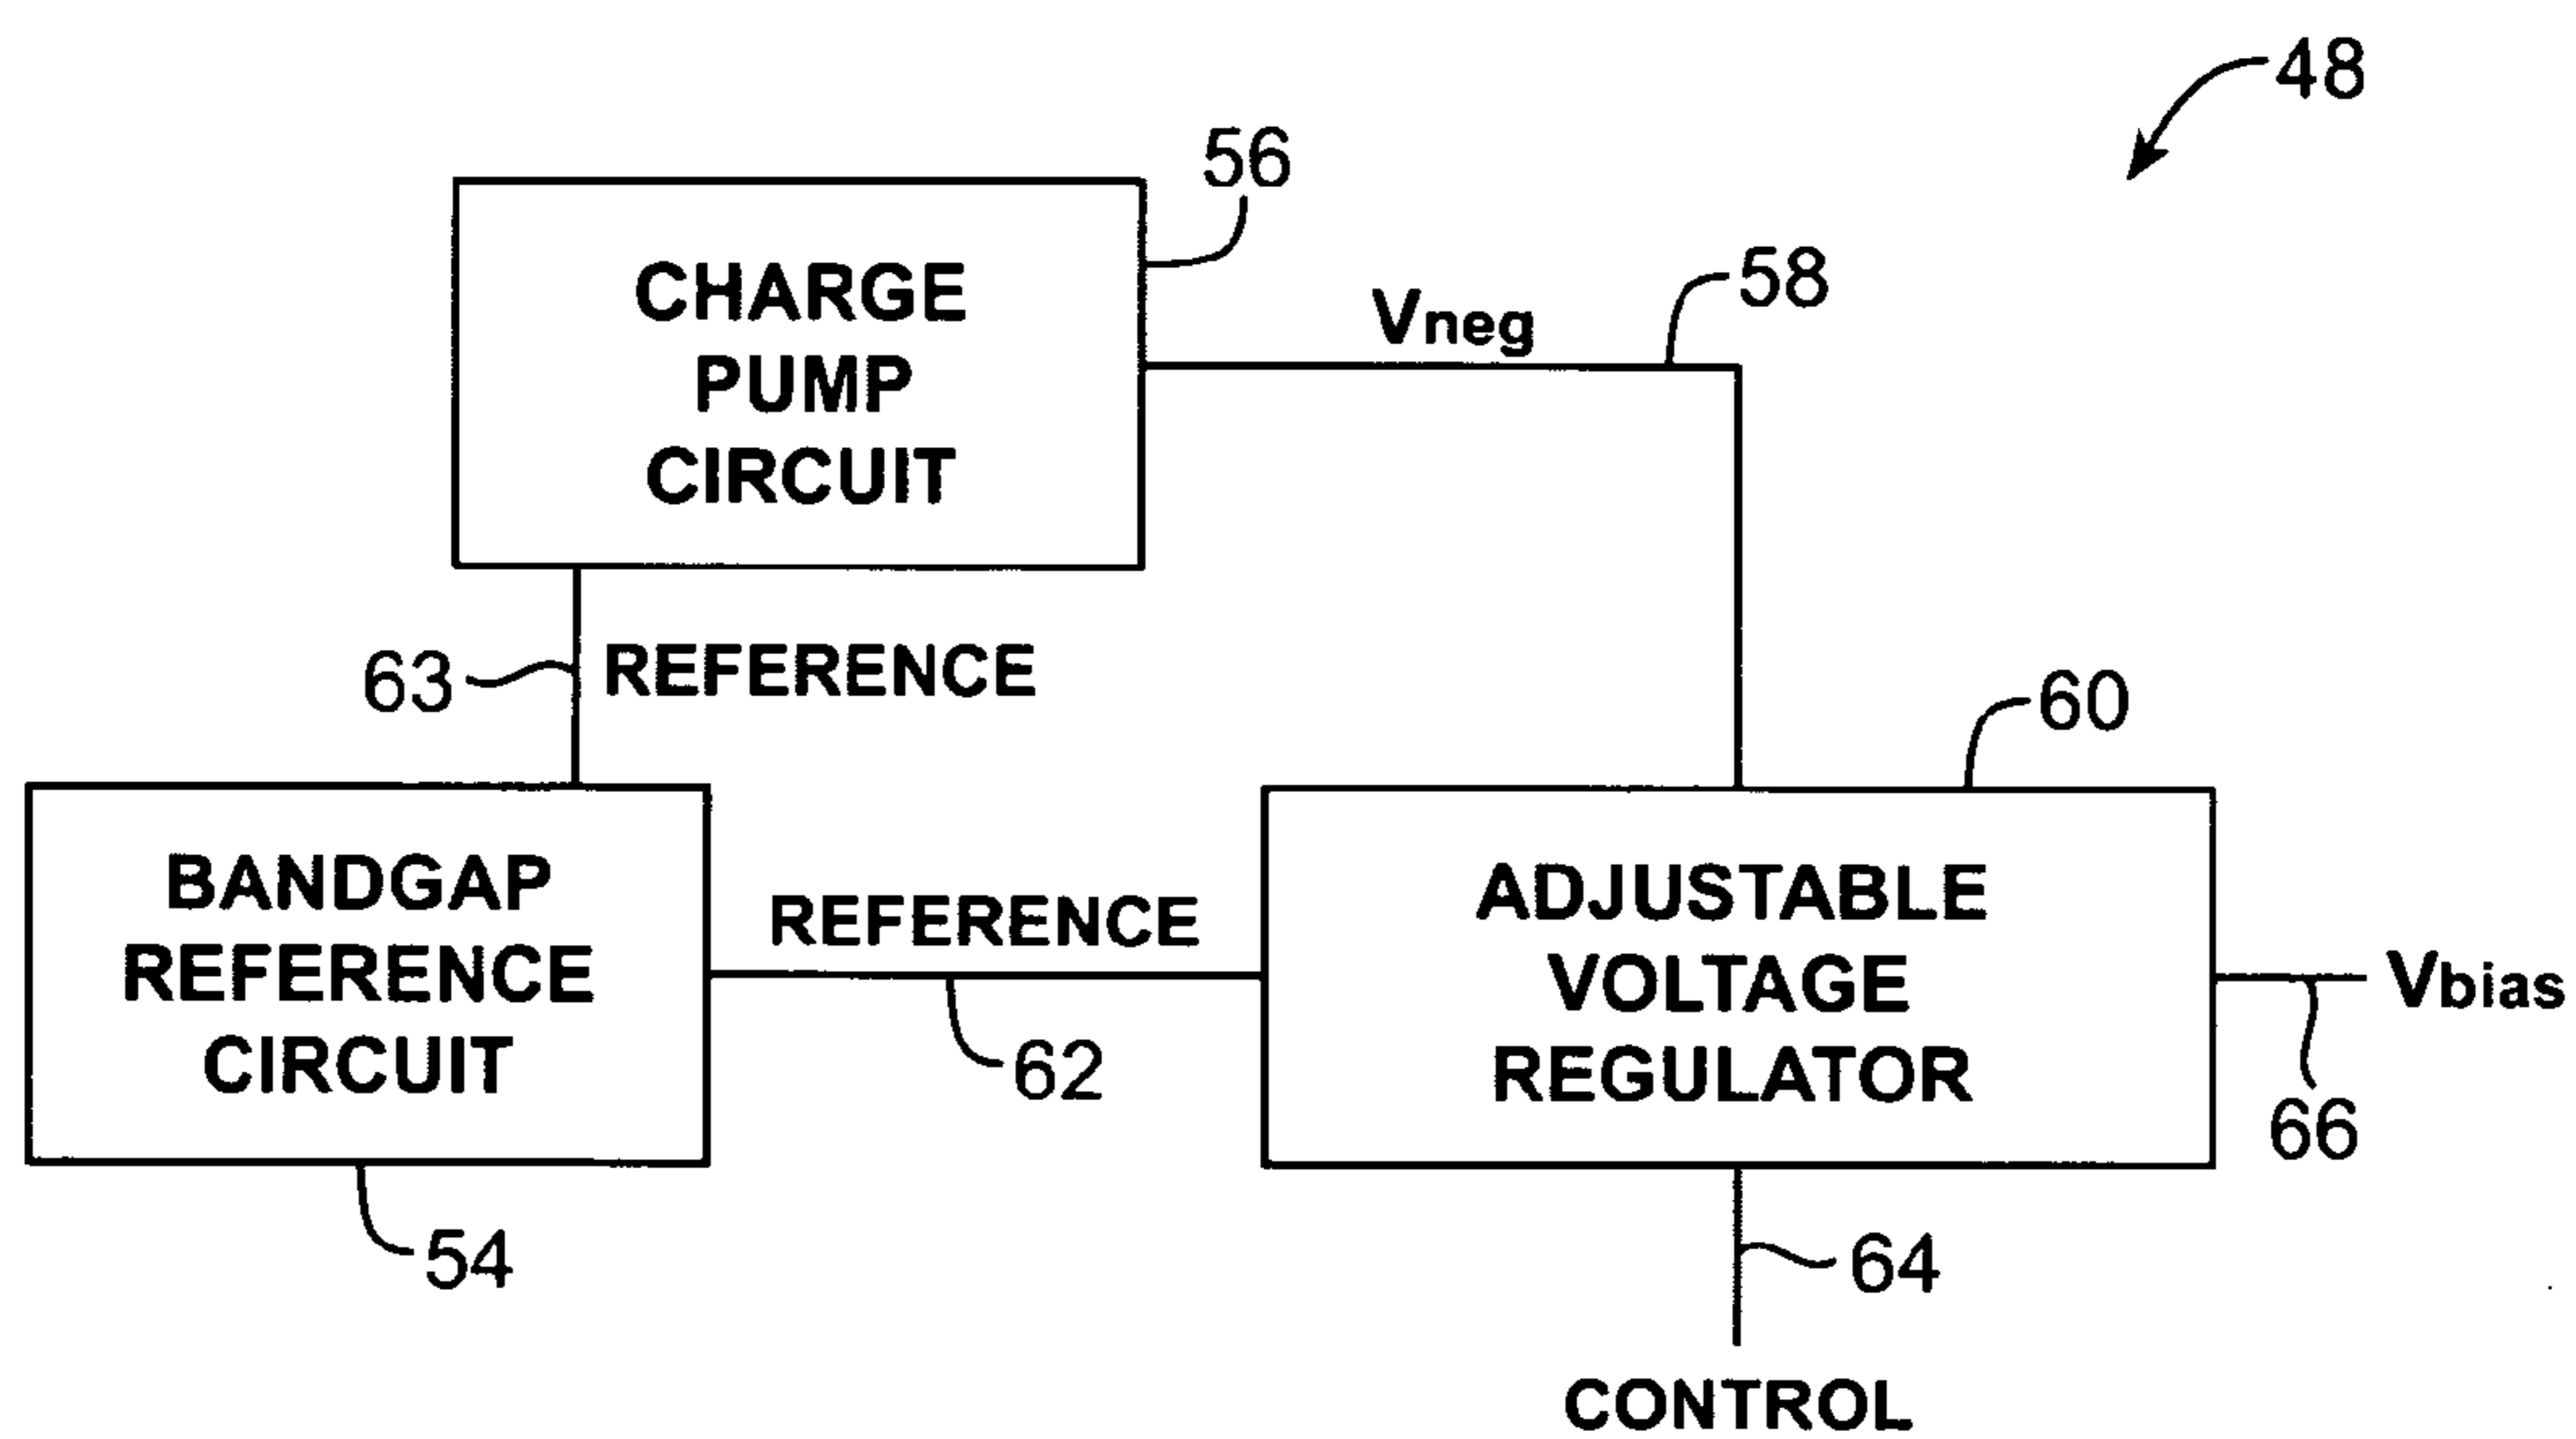 48
56
CHARGE
PUMP
CIRCUIT
Vneg
58
63
REFERENCE
60
BANDGAP
REFERENCE
CIRCUIT
REFERENCE
62
ADJUSTABLE
VOLTAGE
REGULATOR
Vbias
66
54
64
CONTROL